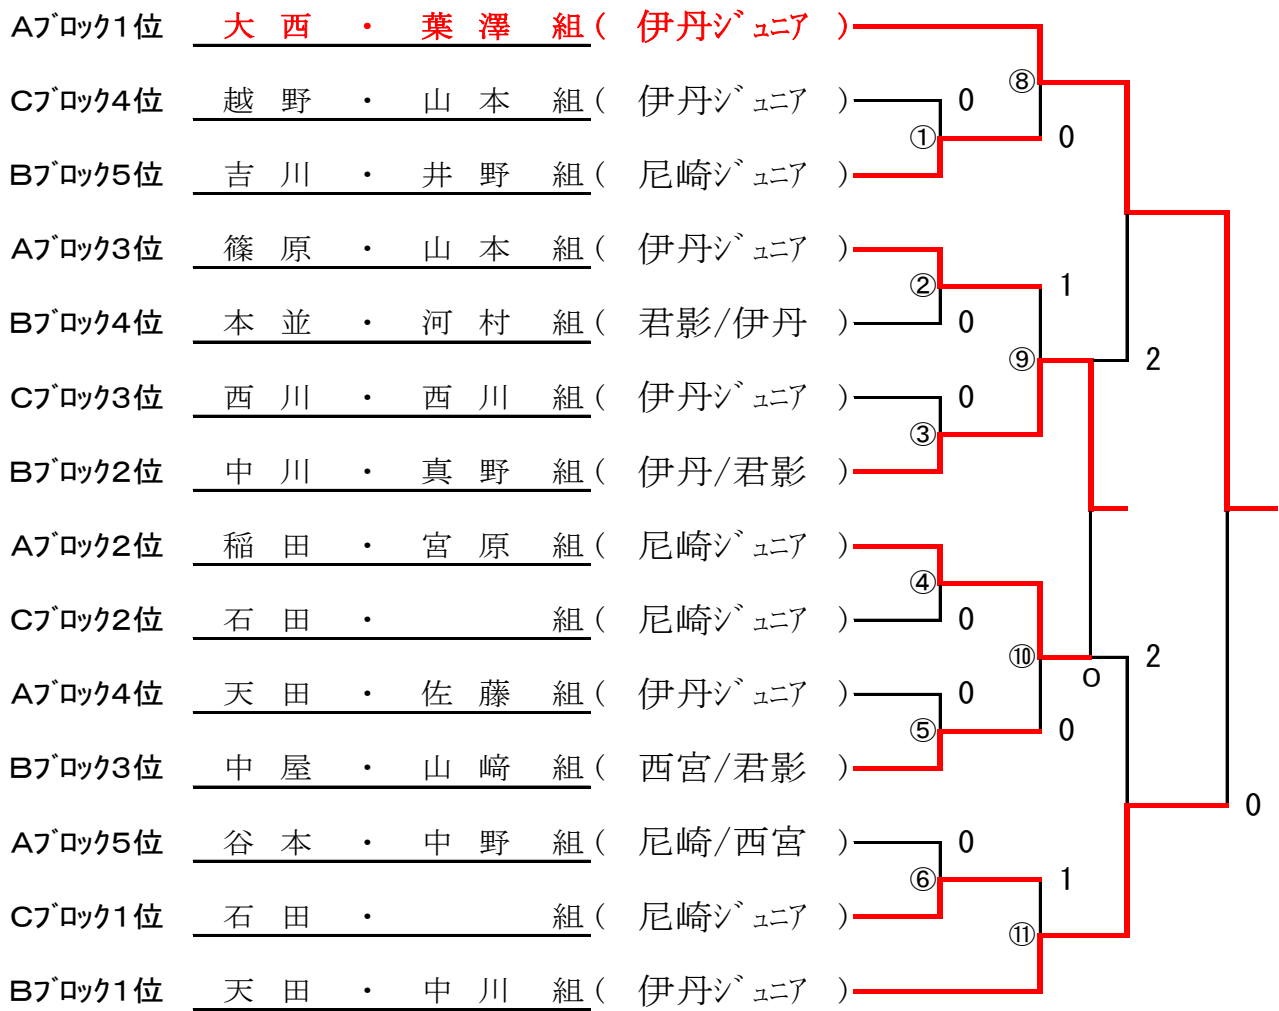 Aブロック1位 大西・葉澤組(伊丹ジュニア)
⑧
Cブロック4位 越野・山本組(伊丹ジュニア) 0
① 0
Bブロック5位 吉川・井野組(尼崎ジュニア)
Aブロック3位 篠原・山本組(伊丹ジュニア)
② 1
Bブロック4位 本並・河村組(君影/伊丹) 0
⑨ 2
Cブロック3位 西川・西川組(伊丹ジュニア) 0
③
Bブロック2位 中川・真野組(伊丹/君影)
Aブロック2位 稲田・宮原組(尼崎ジュニア)
④
Cブロック2位 石田・組(尼崎ジュニア) 0
⑩ 2
0
Aブロック4位 天田・佐藤組(伊丹ジュニア) 0
⑤ 0
Bブロック3位 中屋・山﨑組(西宮/君影)
0
Aブロック5位 谷本・中野組(尼崎/西宮) 0
⑥ 1
Cブロック1位 石田・組(尼崎ジュニア)
⑪
Bブロック1位 天田・中川組(伊丹ジュニア)